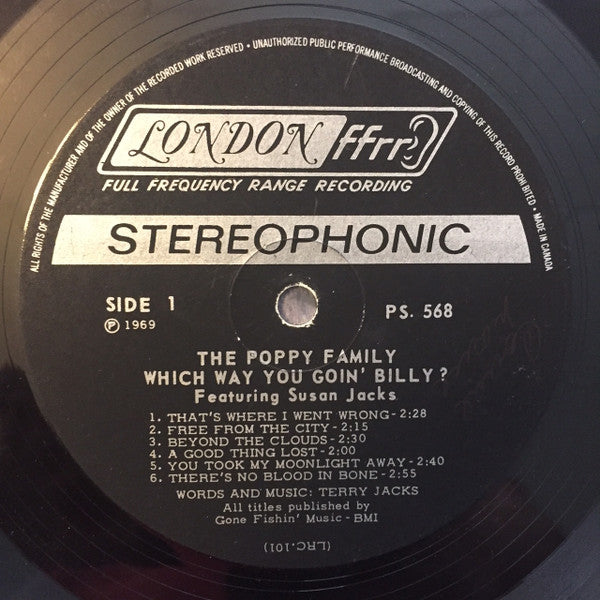 ALL RIGHTS OF THE MANUFACTURER AND OF THE OWNER OF THE RECORDED WORK RESERVED • UNAUTHORIZED PUBLIC PERFORMANCE BROADCASTING AND COPYING OF THIS RECORD PROHIBITED • MADE IN CANADA
LONDON ffrr
FULL FREQUENCY RANGE RECORDING
STEREOPHONIC
SIDE 1
PS. 568
℗ 1969
THE POPPY FAMILY
WHICH WAY YOU GOIN' BILLY?
Featuring Susan Jacks
1. THAT'S WHERE I WENT WRONG-2:28
2. FREE FROM THE CITY-2:15
3. BEYOND THE CLOUDS-2:30
4. A GOOD THING LOST-2:00
5. YOU TOOK MY MOONLIGHT AWAY-2:40
6. THERE'S NO BLOOD IN BONE-2:55
WORDS AND MUSIC: TERRY JACKS
All titles published by
Gone Fishin' Music-BMI
(LRC.101)